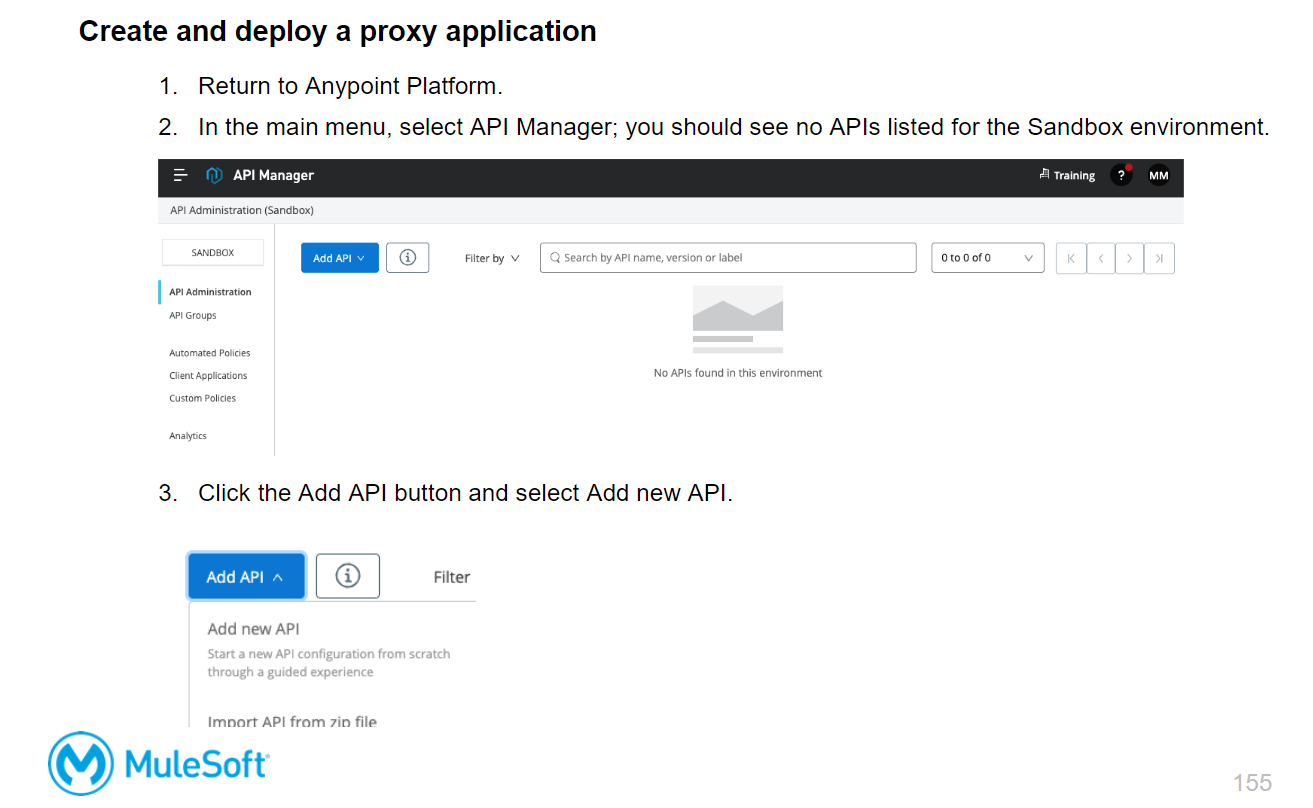 Create and deploy a proxy application
1. Return to Anypoint Platform.
2. In the main menu, select API Manager; you should see no APIs listed for the Sandbox environment.
API Manager
Training
?
MM
API Administration (Sandbox)
SANDBOX
Add API
Filter by
Search by API name, version or label
0 to 0 of 0
API Administration
API Groups
Automated Policies
Client Applications
Custom Policies
Analytics
No APIs found in this environment
3. Click the Add API button and select Add new API.
Add API
Filter
Add new API
Start a new API configuration from scratch
through a guided experience
Import API from zip file
MuleSoft
155